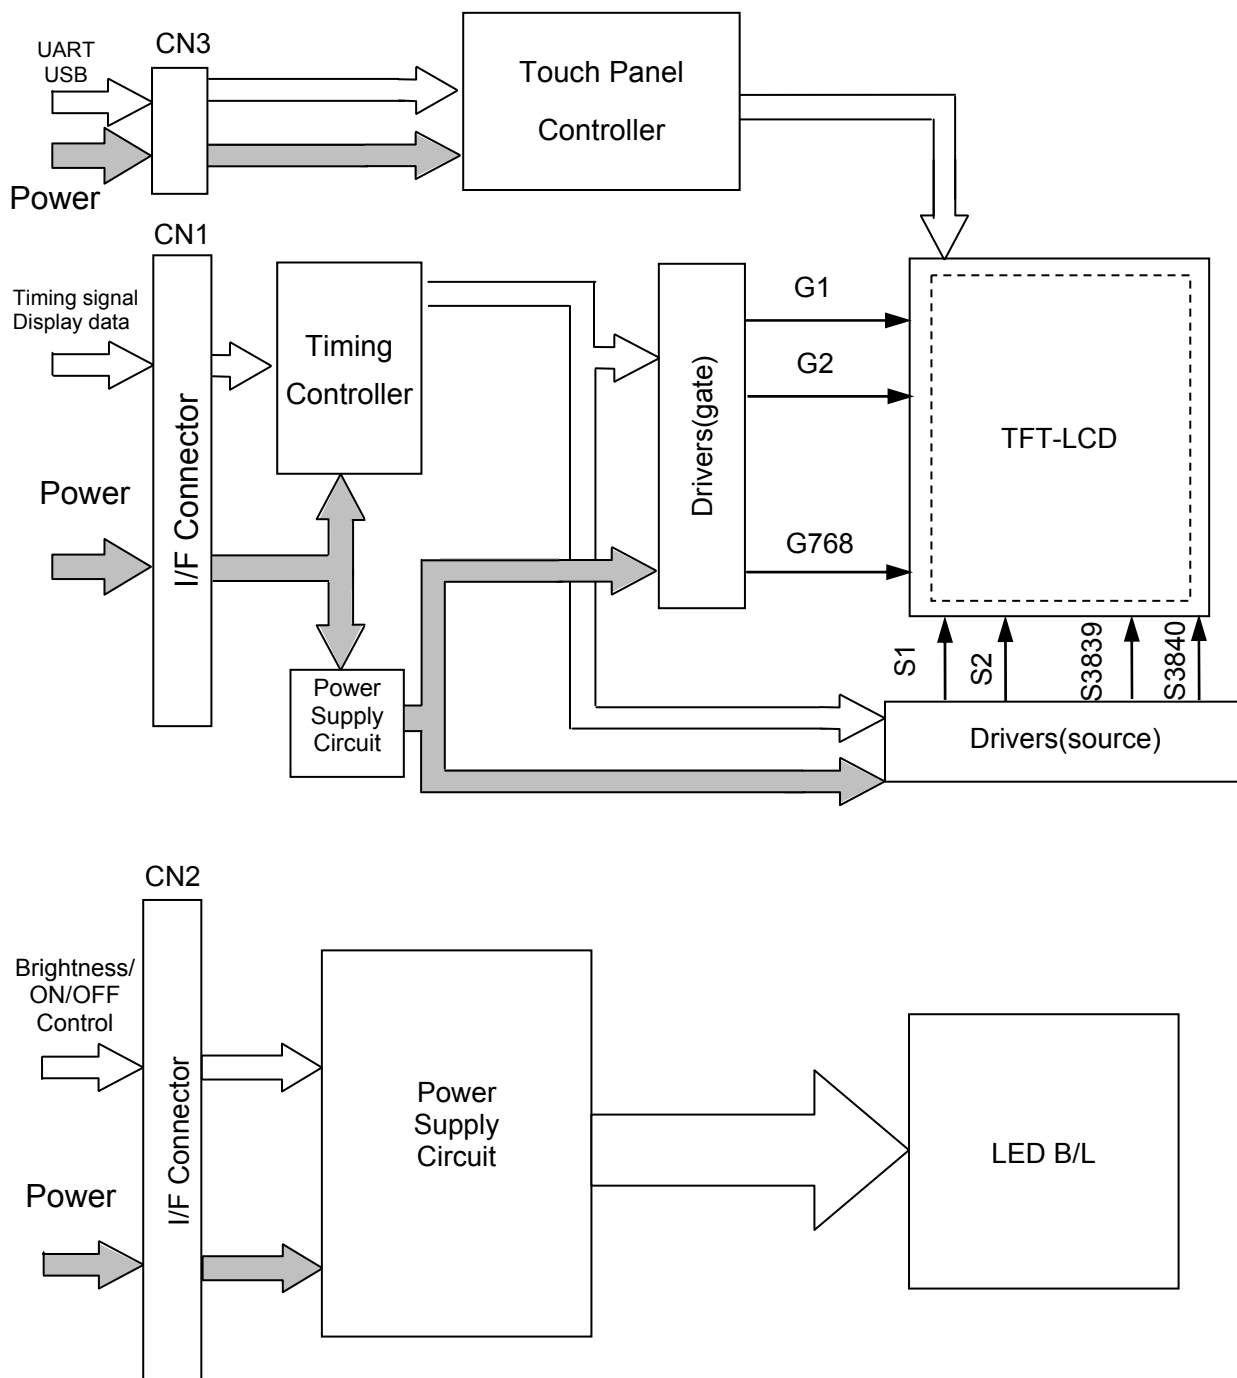 UART
USB
CN3
Touch Panel
Controller
Power
CN1
Timing signal
Display data
Timing
Controller
I/F Connector
Power
Drivers(gate)
G1
G2
G768
TFT-LCD
S1
S2
S3839
S3840
Power
Supply
Circuit
Drivers(source)
CN2
Brightness/
ON/OFF
Control
I/F Connector
Power
Power
Supply
Circuit
LED B/L